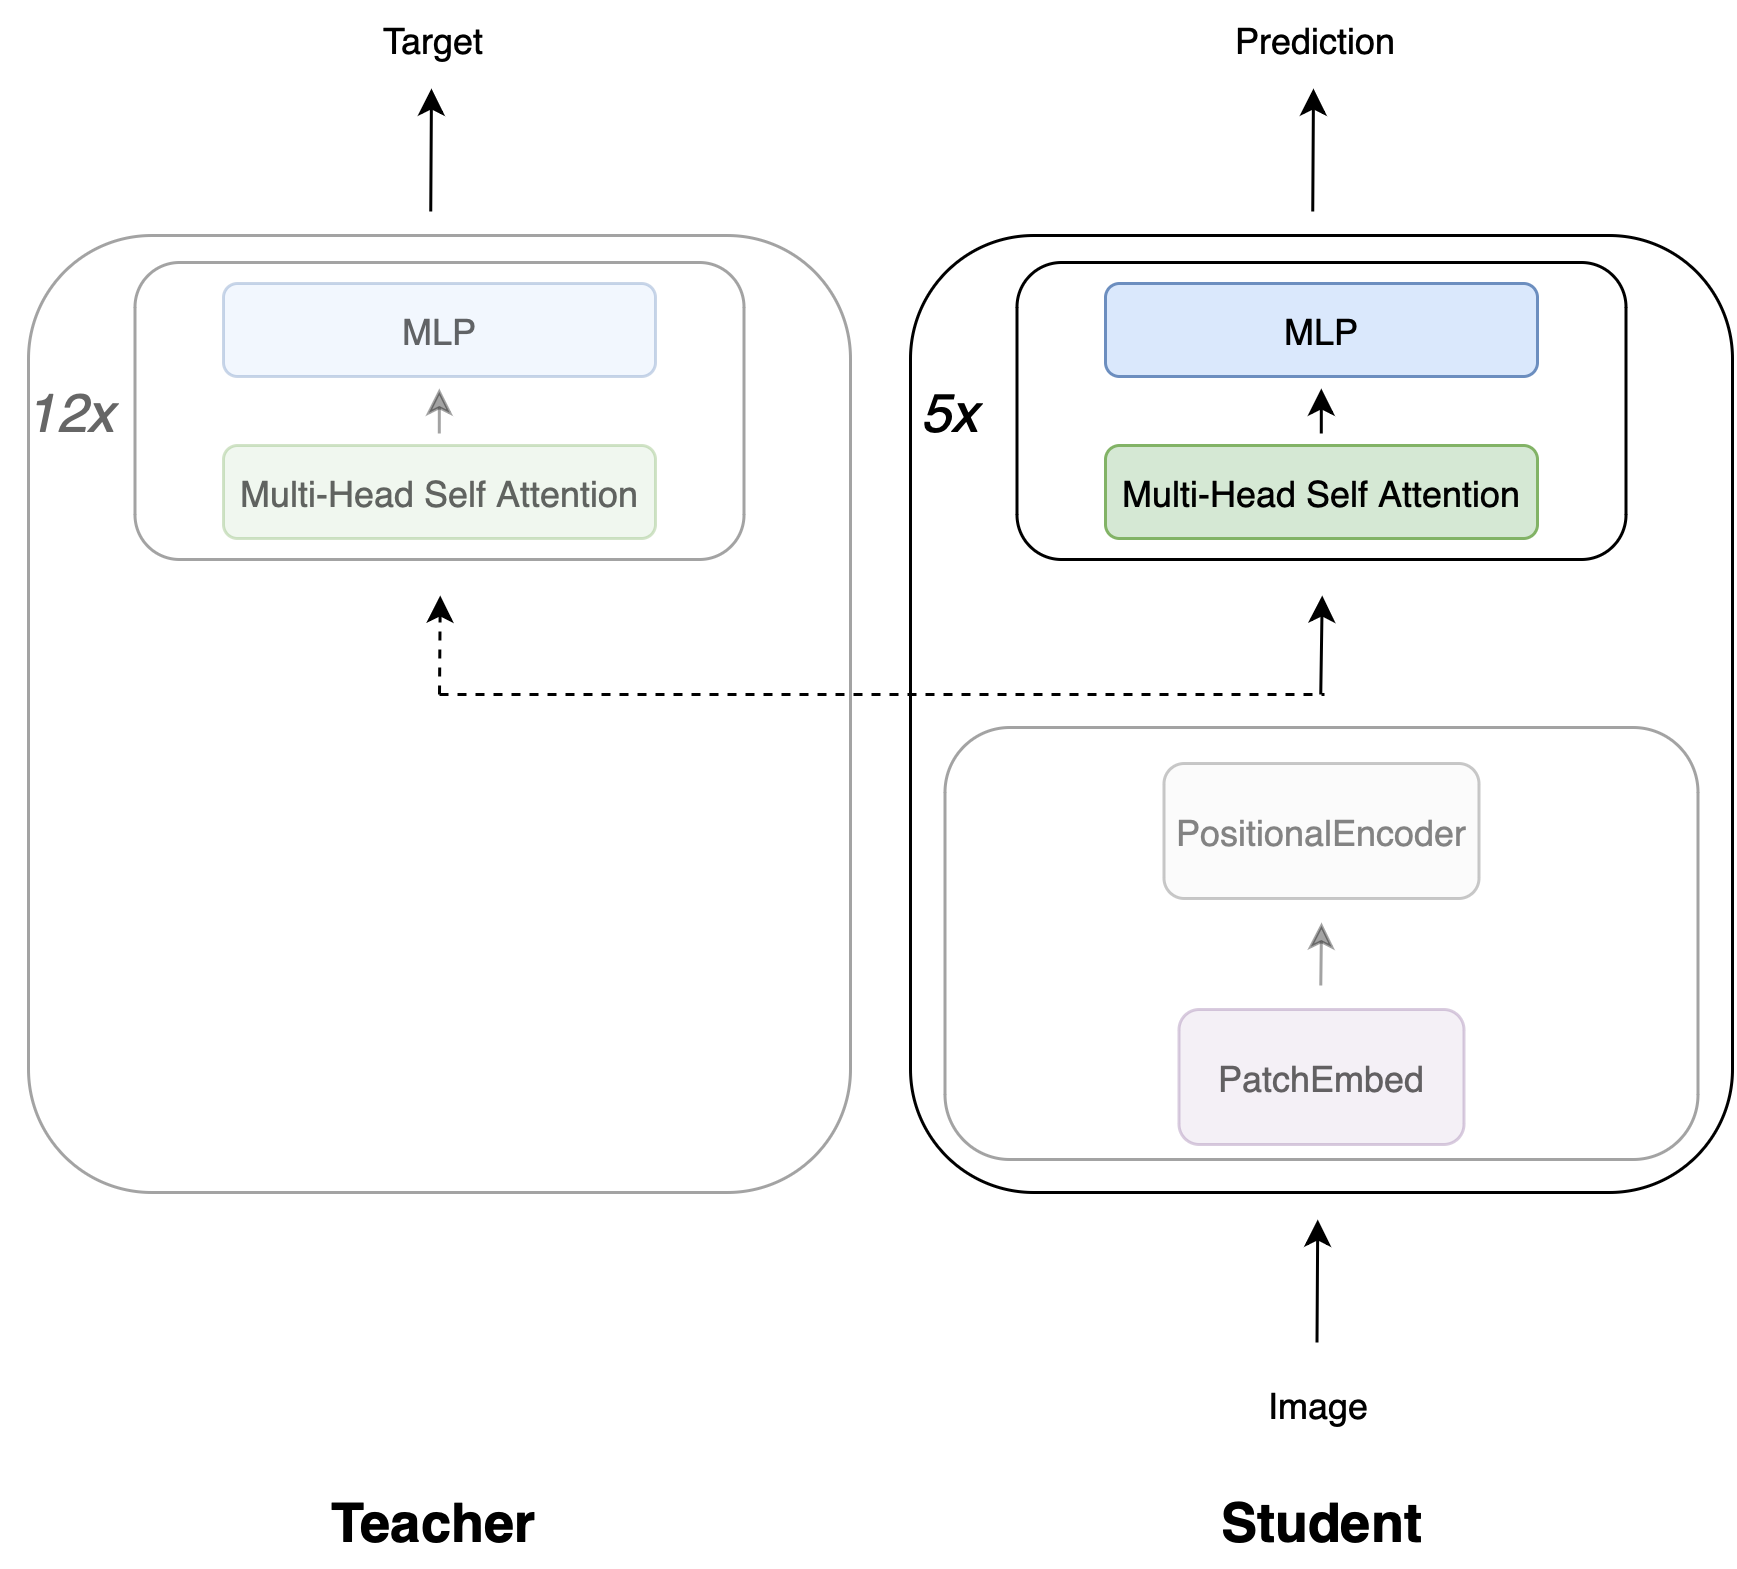 Target
Prediction
MLP
MLP
12x
5x
Multi-Head Self Attention
Multi-Head Self Attention
PositionalEncoder
PatchEmbed
Image
Teacher
Student